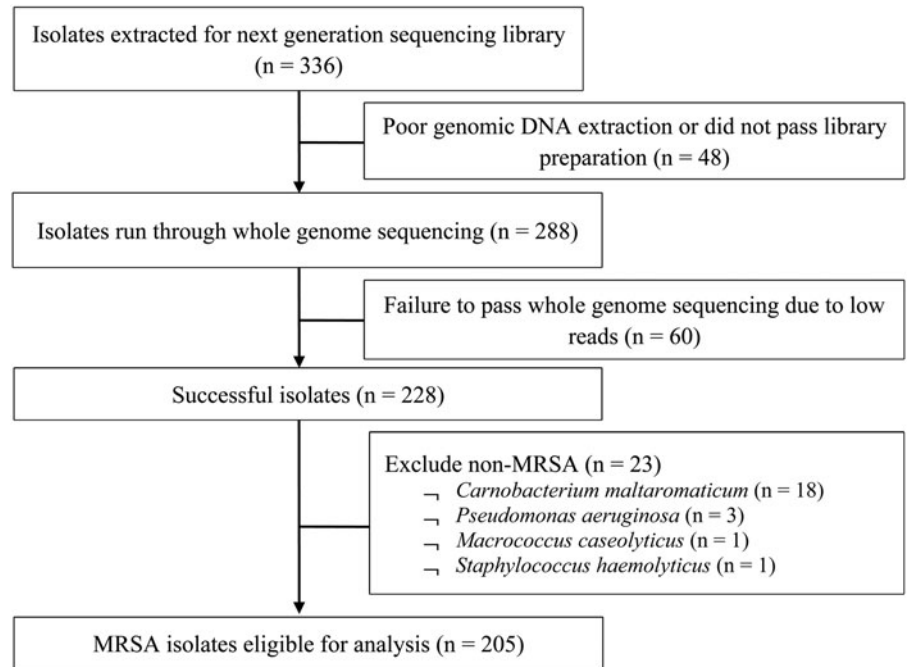 Isolates extracted for next generation sequencing library
(n = 336)
Poor genomic DNA extraction or did not pass library
preparation (n = 48)
Isolates run through whole genome sequencing (n = 288)
Failure to pass whole genome sequencing due to low
reads (n = 60)
Successful isolates (n = 228)
Exclude non-MRSA (n = 23)
¬ Carnobacterium maltaromaticum (n = 18)
¬ Pseudomonas aeruginosa (n = 3)
¬ Macrococcus caseolyticus (n = 1)
¬ Staphylococcus haemolyticus (n = 1)
MRSA isolates eligible for analysis (n = 205)